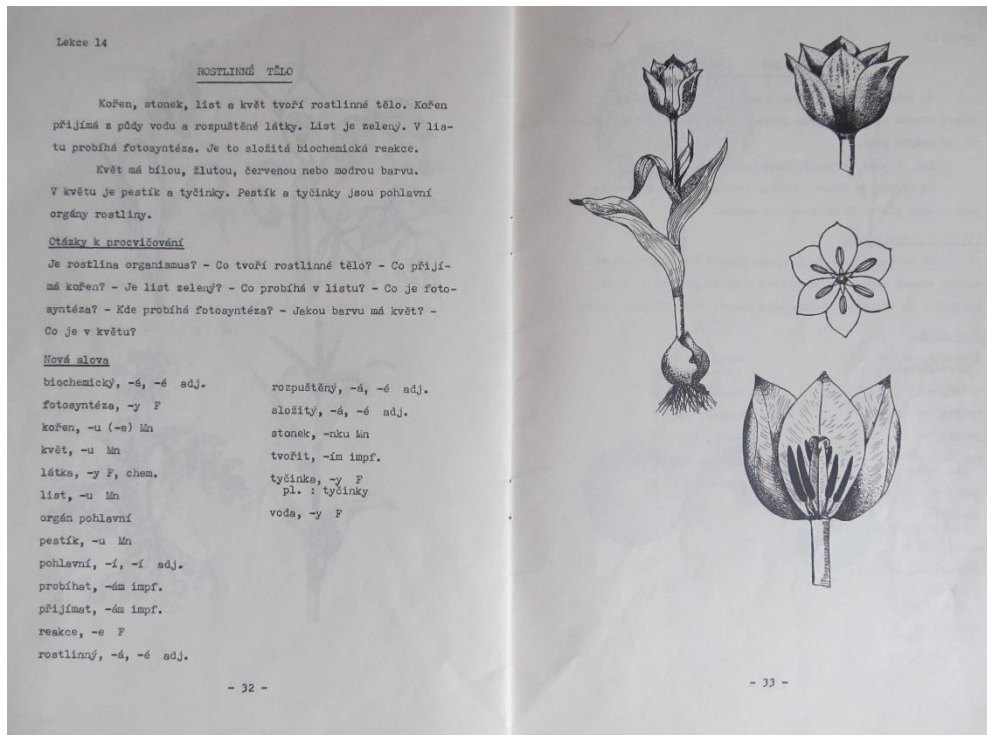 Lekce 14
ROSTLINNÉ TĚLO
Kořen, stonek, list a květ tvoří rostlinné tělo. Kořen
přijímá z půdy vodu a rozpuštěné látky. List je zelený. V lis-
tu probíhá fotosyntéza. Je to složitá biochemická reakce.
Květ má bílou, žlutou, červenou nebo modrou barvu.
V květu je pestík a tyčinky. Pestík a tyčinky jsou pohlavní
orgány rostliny.
Otázky k procvičování
Je rostlina organismus? - Co tvoří rostlinné tělo? - Co přijí-
má kořen? - Je list zelený? - Co probíhá v listu? - Co je foto-
syntéza? - Kde probíhá fotosyntéza? - Jakou barvu má květ? -
Co je v květu?
Nová slova
biochemický, -á, -é adj.
fotosyntéza, -y F
kořen, -u (-e) Mn
květ, -u Mn
látka, -y F, chem.
list, -u Mn
orgán pohlavní
pestík, -u Mn
pohlavní, -í, -í adj.
probíhat, -ám impf.
přijímat, -ám impf.
reakce, -e F
rostlinný, -á, -é adj.
rozpuštěný, -á, -é adj.
složitý, -á, -é adj.
stonek, -nku Mn
tvořit, -ím impf.
tyčinka, -y F
pl. : tyčinky
voda, -y F
- 32 -
- 33 -